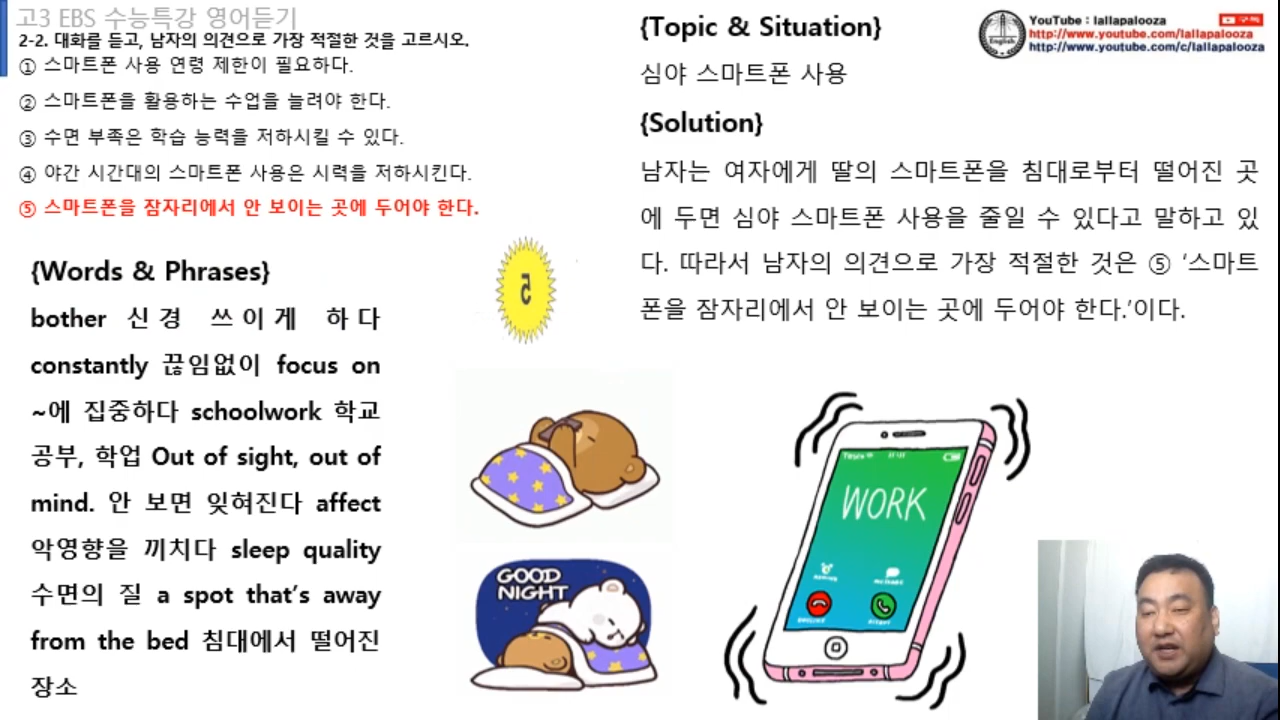 고3 EBS 수능특강 영어듣기
2-2. 대화를 듣고, 남자의 의견으로 가장 적절한 것을 고르시오.
① 스마트폰 사용 연령 제한이 필요하다.
② 스마트폰을 활용하는 수업을 늘려야 한다.
③ 수면 부족은 학습 능력을 저하시킬 수 있다.
④ 야간 시간대의 스마트폰 사용은 시력을 저하시킨다.
⑤ 스마트폰을 잠자리에서 안 보이는 곳에 두어야 한다.
{Words & Phrases}
bother 신경 쓰이게 하다
constantly 끊임없이 focus on
~에 집중하다 schoolwork 학교
공부, 학업 Out of sight, out of
mind. 안 보면 잊혀진다 affect
악영향을 끼치다 sleep quality
수면의 질 a spot that's away
from the bed 침대에서 떨어진
장소
5
GOOD
NIGHT
{Topic & Situation}
심야 스마트폰 사용
{Solution}
남자는 여자에게 딸의 스마트폰을 침대로부터 떨어진 곳
에 두면 심야 스마트폰 사용을 줄일 수 있다고 말하고 있
다. 따라서 남자의 의견으로 가장 적절한 것은 ⑤ '스마트
폰을 잠자리에서 안 보이는 곳에 두어야 한다.'이다.
English
YouTube : lallapalooza
구독
http://www.youtube.com/lallapalooza
http://www.youtube.com/c/lallapalooza
WORK
MESSAGE
DECLINE